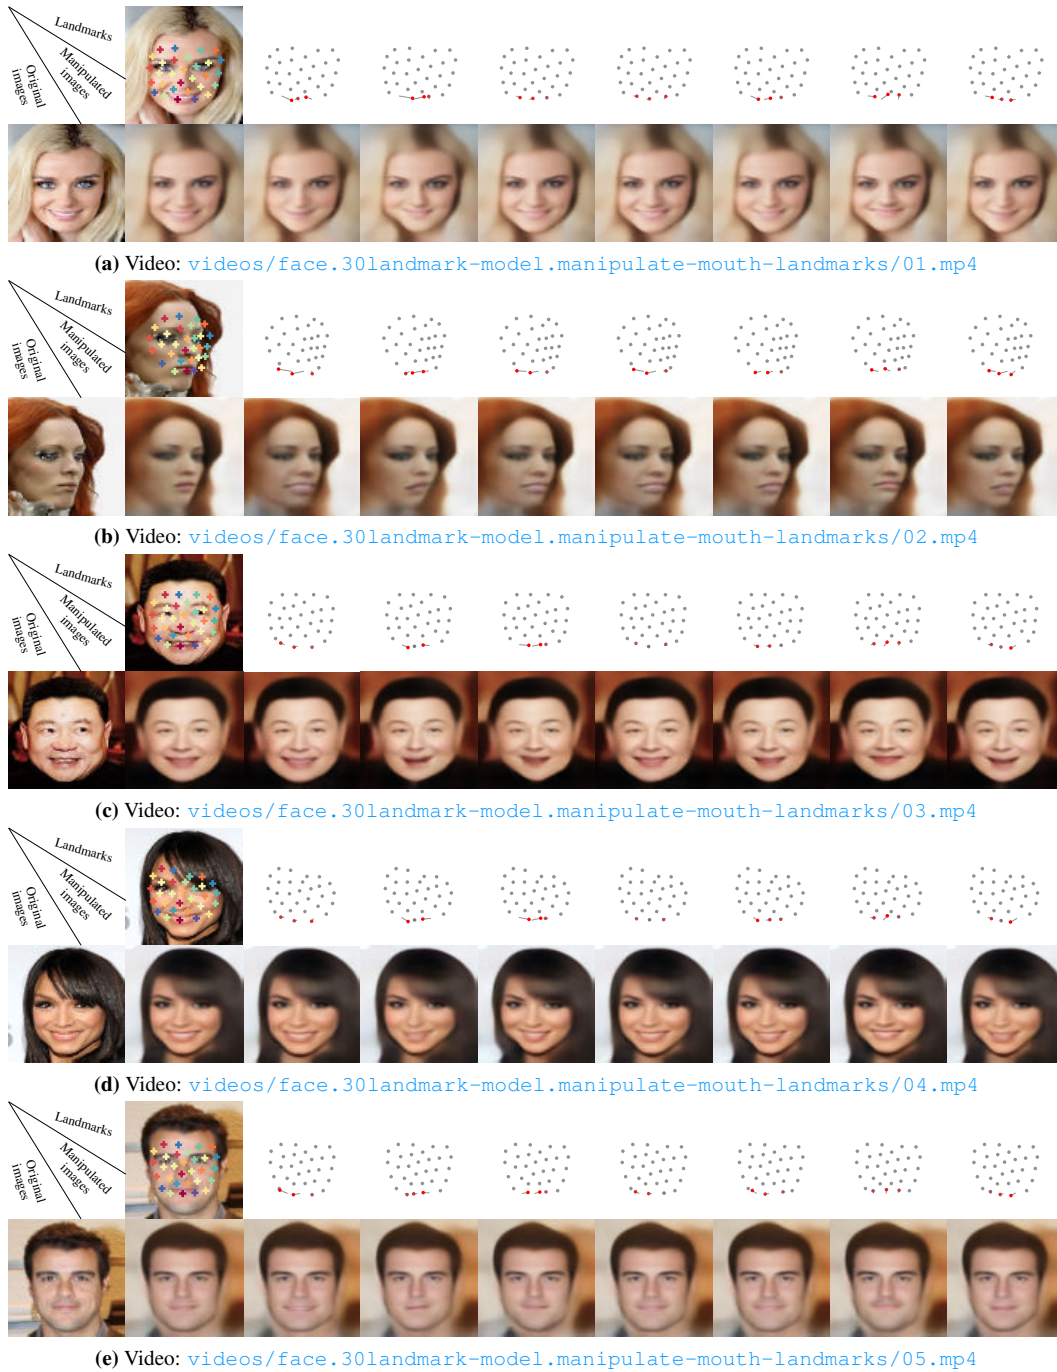 Landmarks
Manipulated
images
Original
images
(a) Video: videos/face.30landmark-model.manipulate-mouth-landmarks/01.mp4
Landmarks
Manipulated
images
Original
images
(b) Video: videos/face.30landmark-model.manipulate-mouth-landmarks/02.mp4
Landmarks
Manipulated
images
Original
images
(c) Video: videos/face.30landmark-model.manipulate-mouth-landmarks/03.mp4
Landmarks
Manipulated
images
Original
images
(d) Video: videos/face.30landmark-model.manipulate-mouth-landmarks/04.mp4
Landmarks
Manipulated
images
Original
images
(e) Video: videos/face.30landmark-model.manipulate-mouth-landmarks/05.mp4